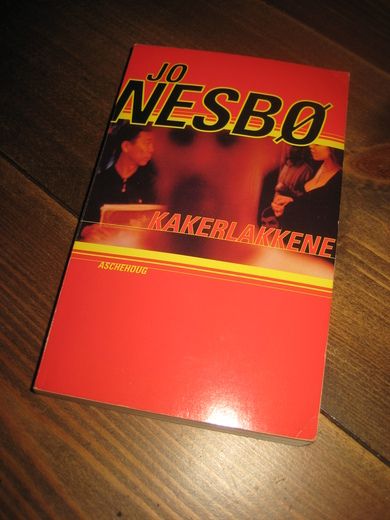 JO
NESBØ
KAKERLAKKENE
ASCHEHOUG